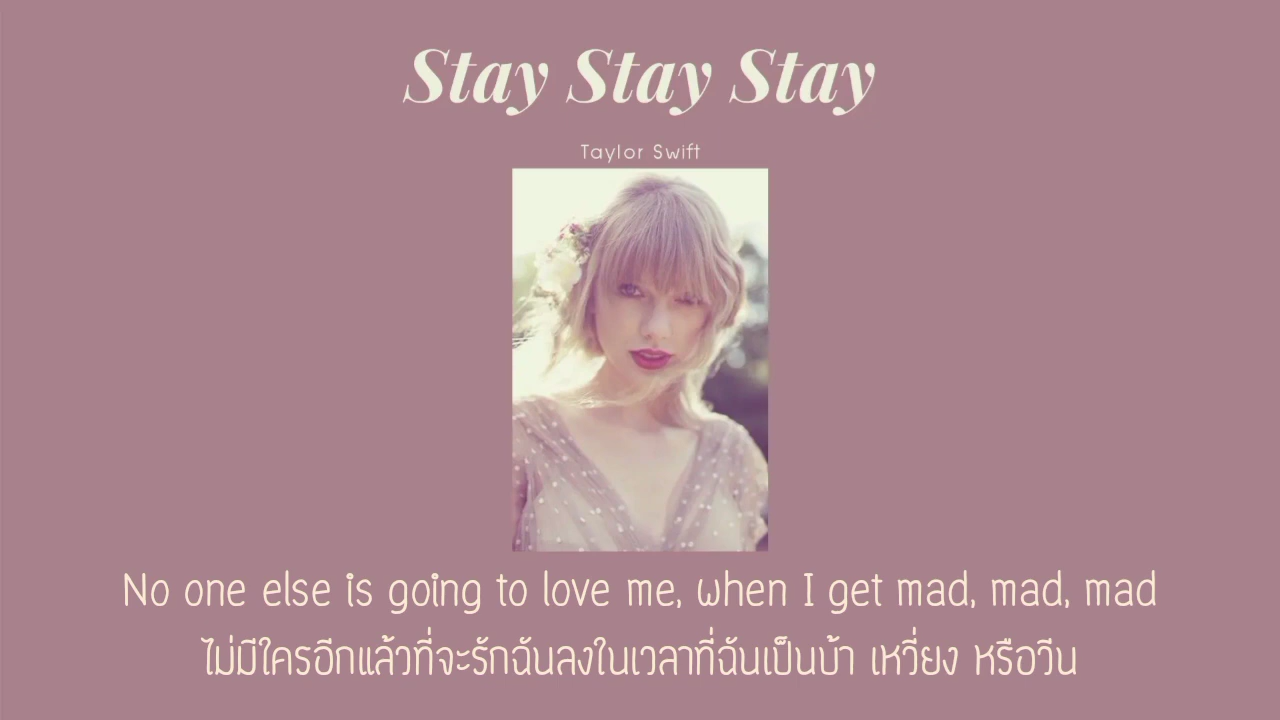 Stay Stay Stay
Taylor Swift
No one else is going to love me, when I get mad, mad, mad
ไม่มีใครอีกแล้วที่จะรักฉันลงในเวลาที่ฉันเป็นบ้า เหวี่ยง หรือวีน